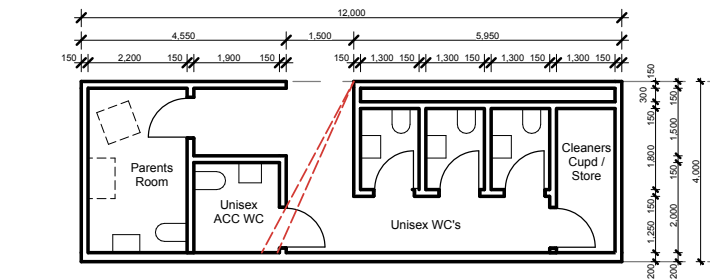 12,000
4,550 1,500 5,950
150 2,200 150 1,900 150 150 1,300 150 1,300 150 1,300 150 1,300 150
Parents
Room
Unisex
ACC WC
Unisex WC's
Cleaners
Cupd /
Store
150 300 150 1,800 150 1,250 200
150 1,500 150 2,000 200
4,000